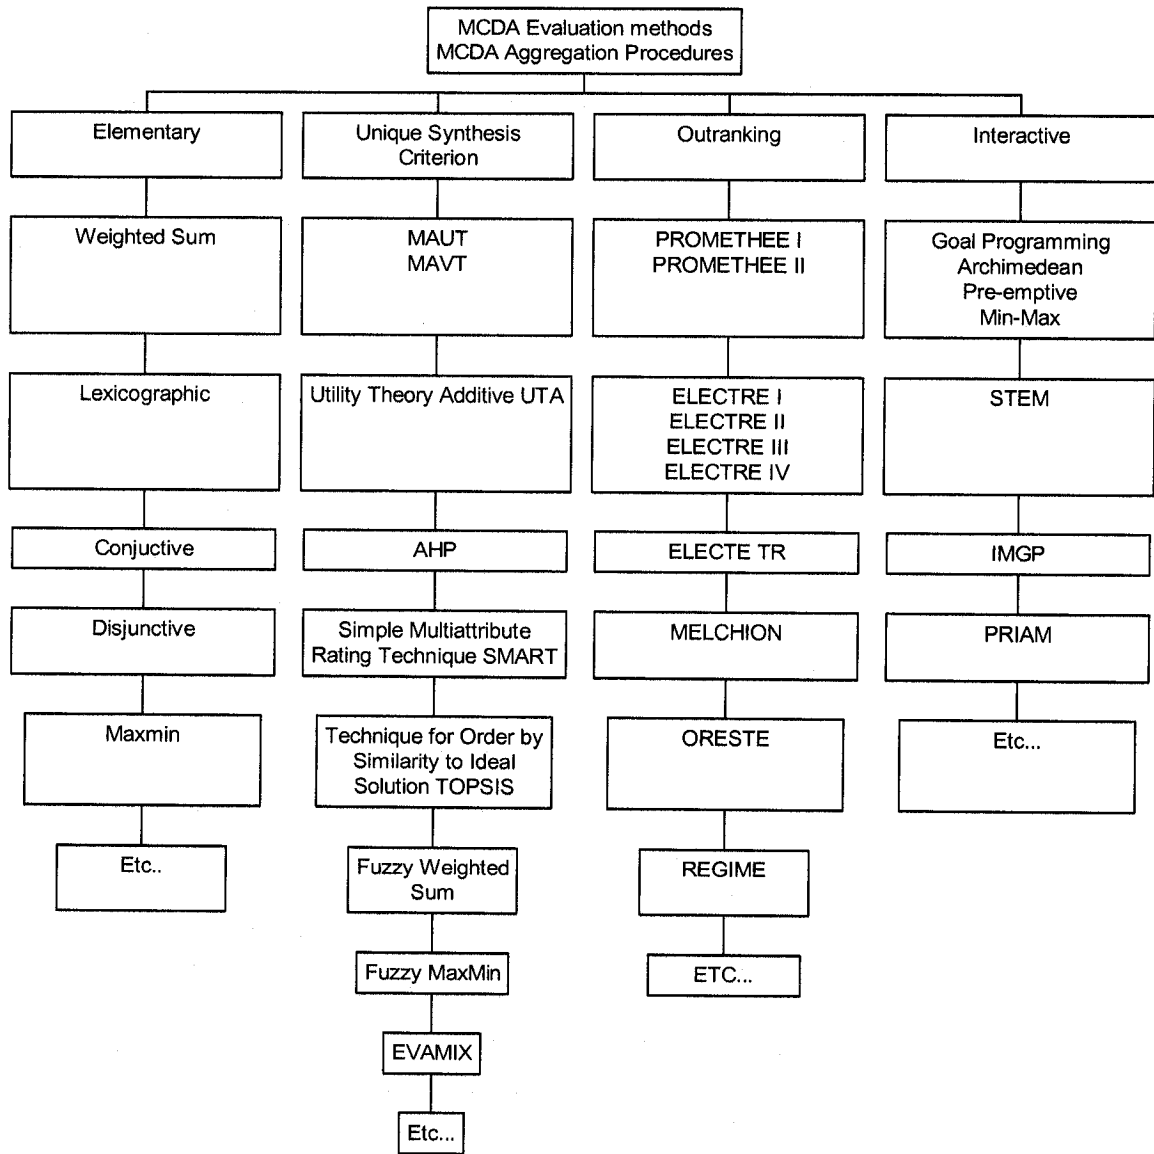 MCDA Evaluation methods
MCDA Aggregation Procedures
Elementary
Weighted Sum
Lexicographic
Conjuctive
Disjunctive
Maxmin
Etc..
Unique Synthesis
Criterion
MAUT
MAVT
Utility Theory Additive UTA
AHP
Simple Multiattribute
Rating Technique SMART
Technique for Order by
Similarity to Ideal
Solution TOPSIS
Fuzzy Weighted
Sum
Fuzzy MaxMin
EVAMIX
Etc...
Outranking
PROMETHEE I
PROMETHEE II
ELECTRE I
ELECTRE II
ELECTRE III
ELECTRE IV
ELECTE TR
MELCHION
ORESTE
REGIME
ETC...
Interactive
Goal Programming
Archimedean
Pre-emptive
Min-Max
STEM
IMGP
PRIAM
Etc...